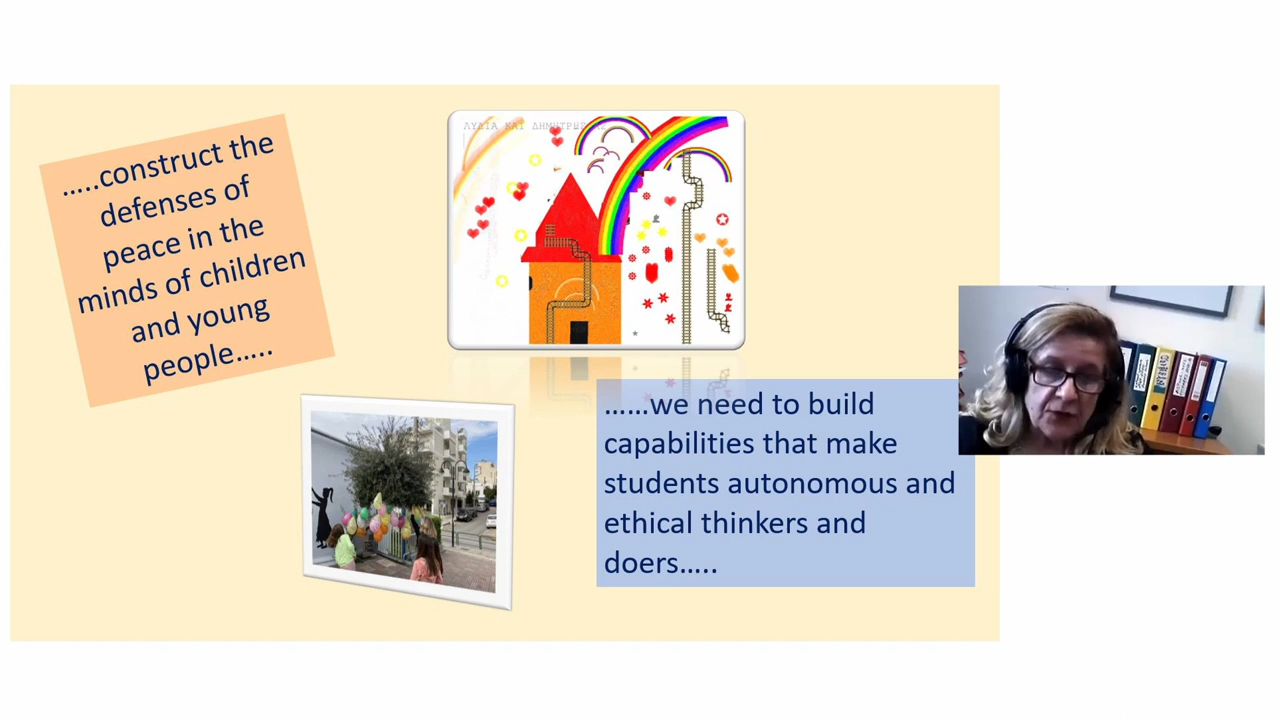 …..construct the
defenses of
peace in the
minds of children
and young
people…..
ΛΥΔΙΑ ΚΑΙ
……we need to build
capabilities that make
students autonomous and
ethical thinkers and
doers…..